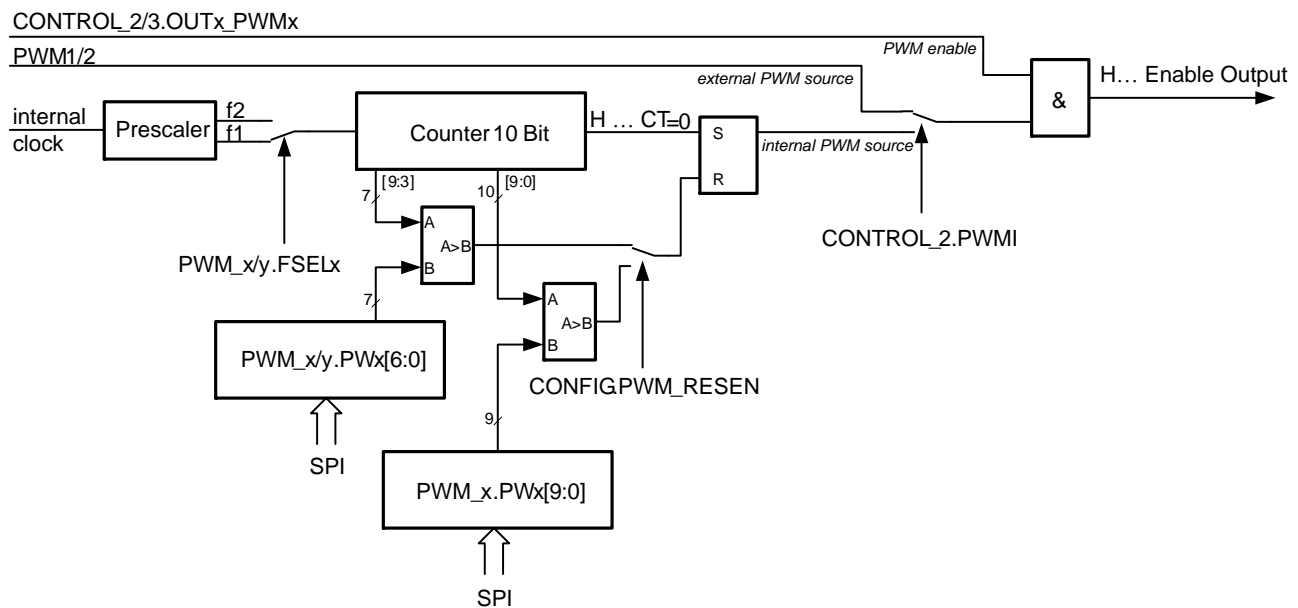 CONTROL_2/3.OUTx_PWMx
PWM enable
PWM1/2
external PWM source
H… Enable Output
&
internal
clock
Prescaler
f2
f1
Counter 10 Bit
H … CT=0
S
R
internal PWM source
[9:3]
7
[9:0]
10
A
A>B
B
PWM_x/y.FSELx
CONTROL_2.PWMI
7
A
A>B
B
PWM_x/y.PWx[6:0]
CONFIG.PWM_RESEN
9
SPI
PWM_x.PWx[9:0]
SPI